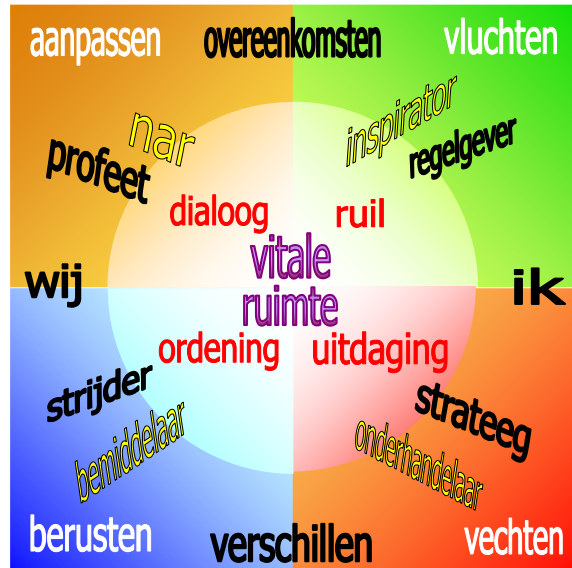 aanpassen overeenkomsten vluchten
nar inspirator
profeet regelgever
dialoog ruil
vitale
wij ik
ruimte
ordening uitdaging
strijder strateeg
bemiddelaar onderhandelaar
berusten verschillen vechten